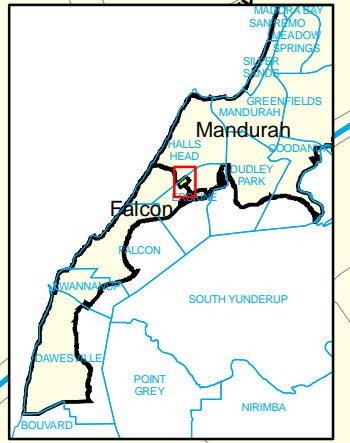 MADORA BAY
SAN REMO
MEADOW
SPRINGS
SILVER
SANDS
GREENFIELDS
MANDURAH
Mandurah
HALLS
HEAD
COODANUP
DUDLEY
PARK
ERSKINE
Falcon
FALCON
WANNANUP
SOUTH YUNDERUP
DAWESVILLE
POINT
GREY
NIRIMBA
BOUVARD